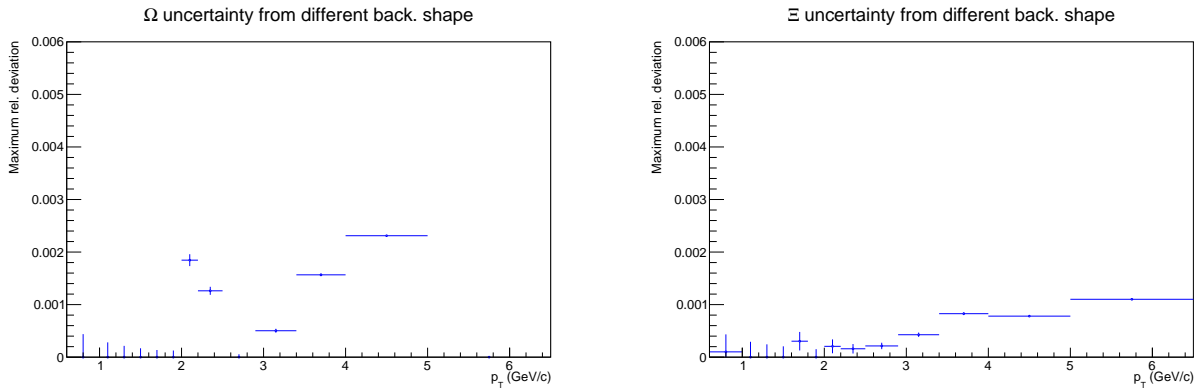 Ω uncertainty from different back. shape
Maximum rel. deviation
0.006
0.005
0.004
0.003
0.002
0.001
0
1 2 3 4 5 6
p_T (GeV/c)
Ξ uncertainty from different back. shape
Maximum rel. deviation
0.006
0.005
0.004
0.003
0.002
0.001
0
1 2 3 4 5 6
p_T (GeV/c)